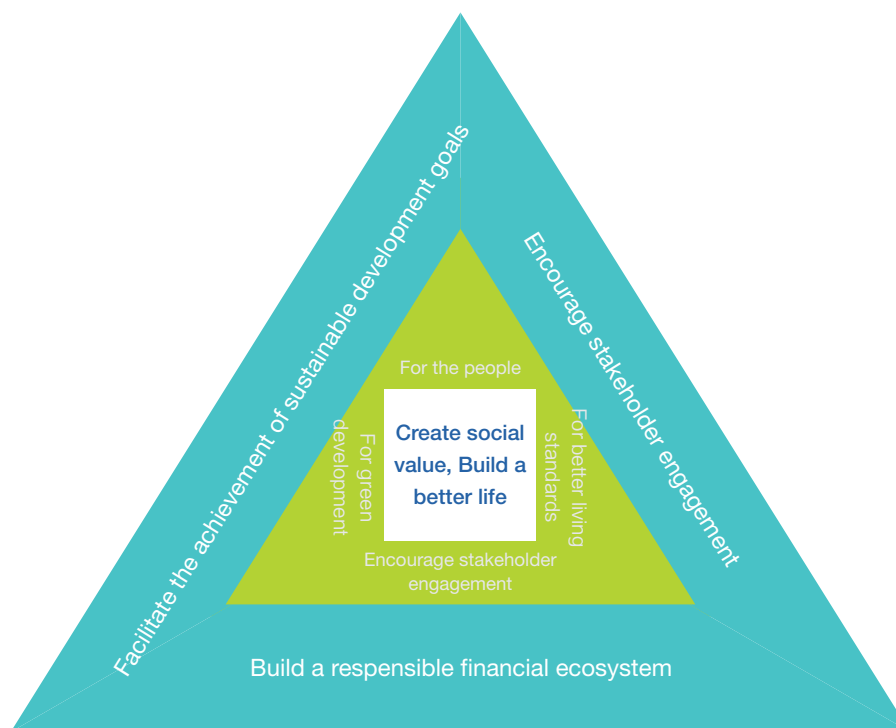 Facilitate the achievement of sustainable development goals
Encourage stakeholder engagement
For the people
For green
development
Create social
value, Build a
better life
For better living
standards
Encourage stakeholder
engagement
Build a respensible financial ecosystem